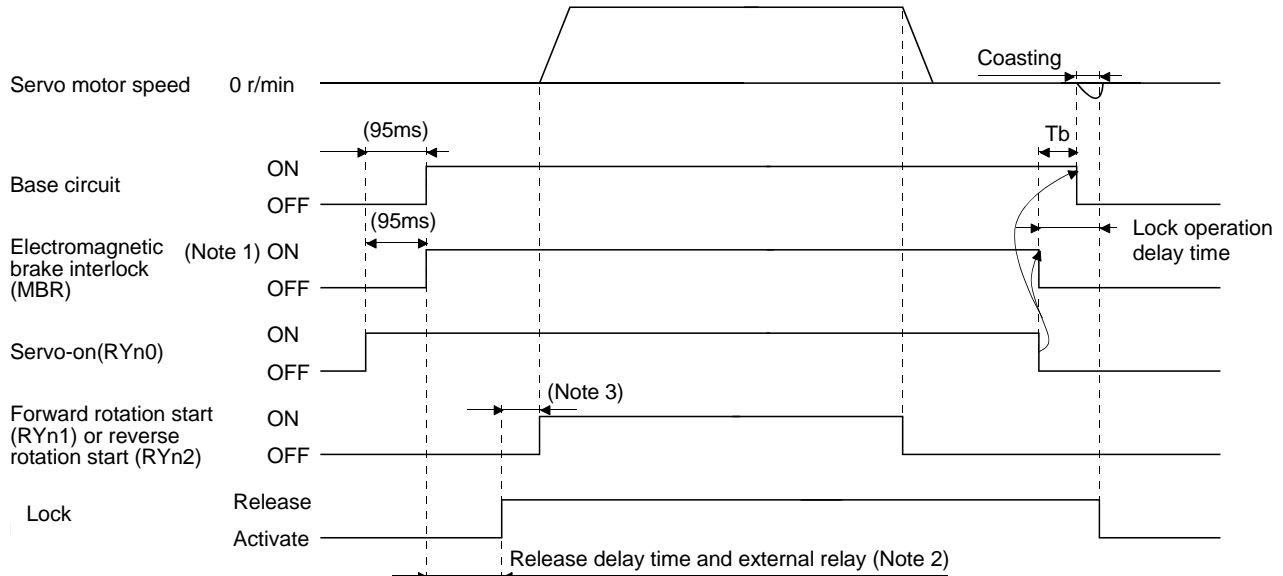 Coasting
Servo motor speed 0 r/min
(95ms)
Tb
ON
Base circuit
OFF
(95ms)
Lock operation
delay time
Electromagnetic
brake interlock
(MBR)
(Note 1) ON
OFF
ON
Servo-on(RYn0)
OFF
(Note 3)
Forward rotation start
(RYn1) or reverse
rotation start (RYn2)
ON
OFF
Release
Lock
Activate
Release delay time and external relay (Note 2)